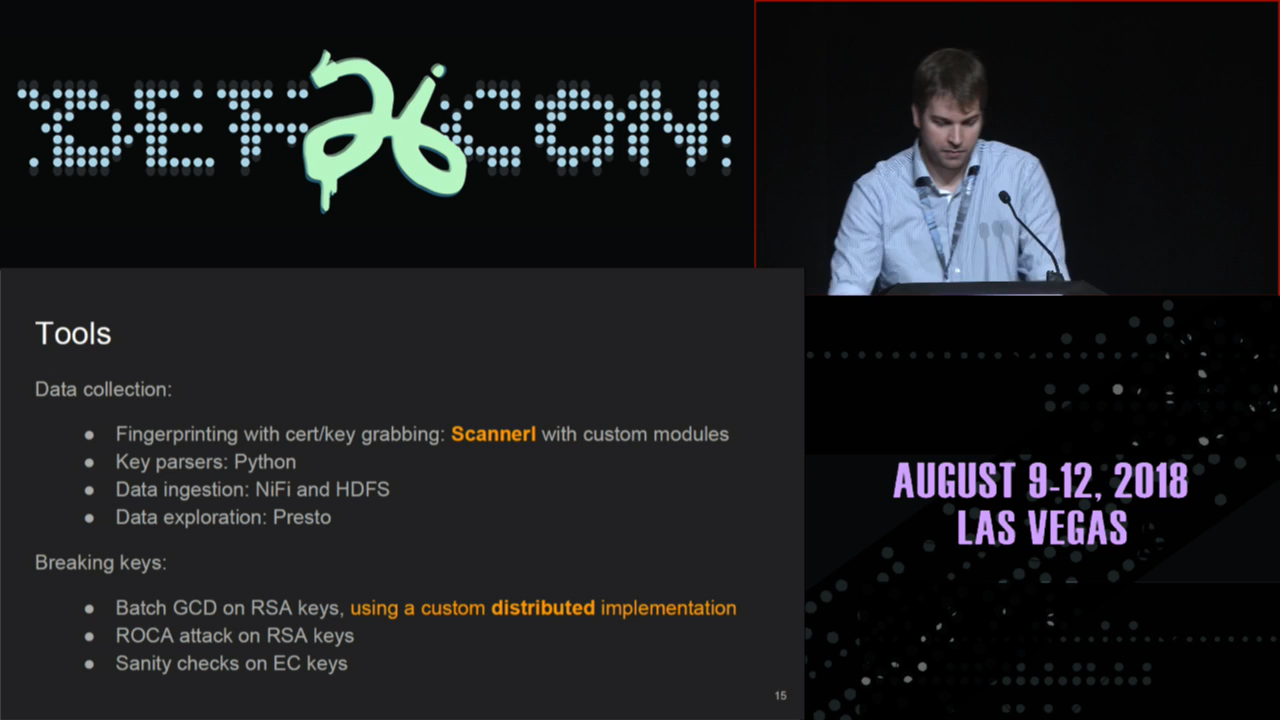 DEF 26 CON
Tools
Data collection:
● Fingerprinting with cert/key grabbing: Scannerl with custom modules
● Key parsers: Python
● Data ingestion: NiFi and HDFS
● Data exploration: Presto
Breaking keys:
● Batch GCD on RSA keys, using a custom distributed implementation
● ROCA attack on RSA keys
● Sanity checks on EC keys
15
AUGUST 9-12, 2018
LAS VEGAS